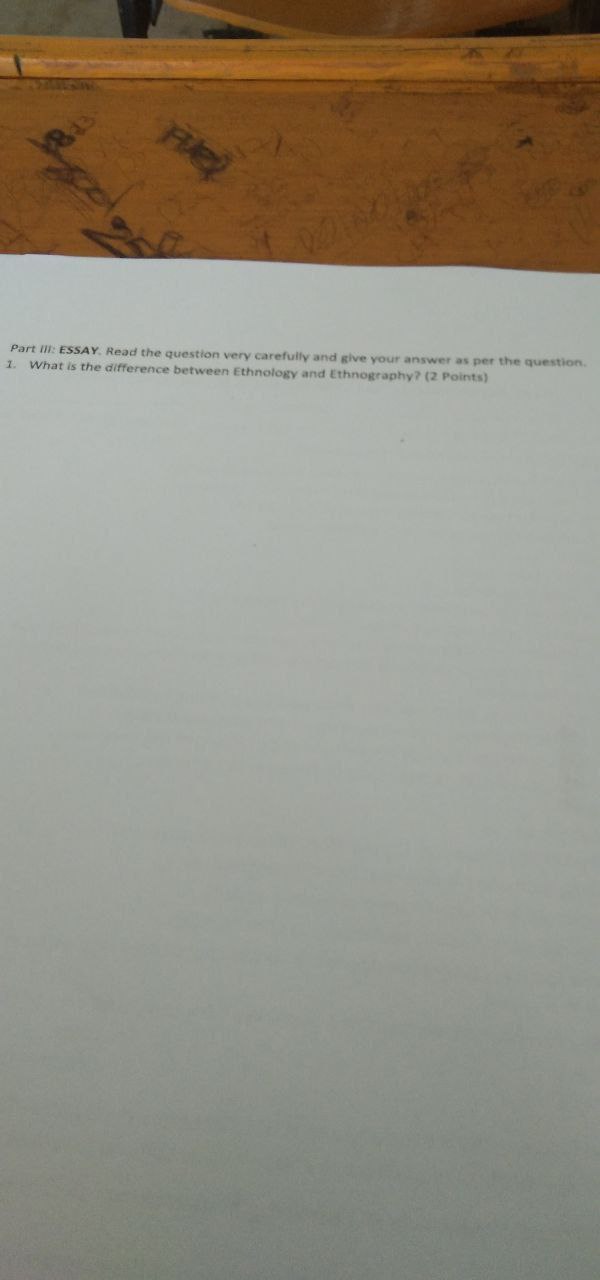 Part III: ESSAY. Read the question very carefully and give your answer as per the question.
1. What is the difference between Ethnology and Ethnography? (2 Points)